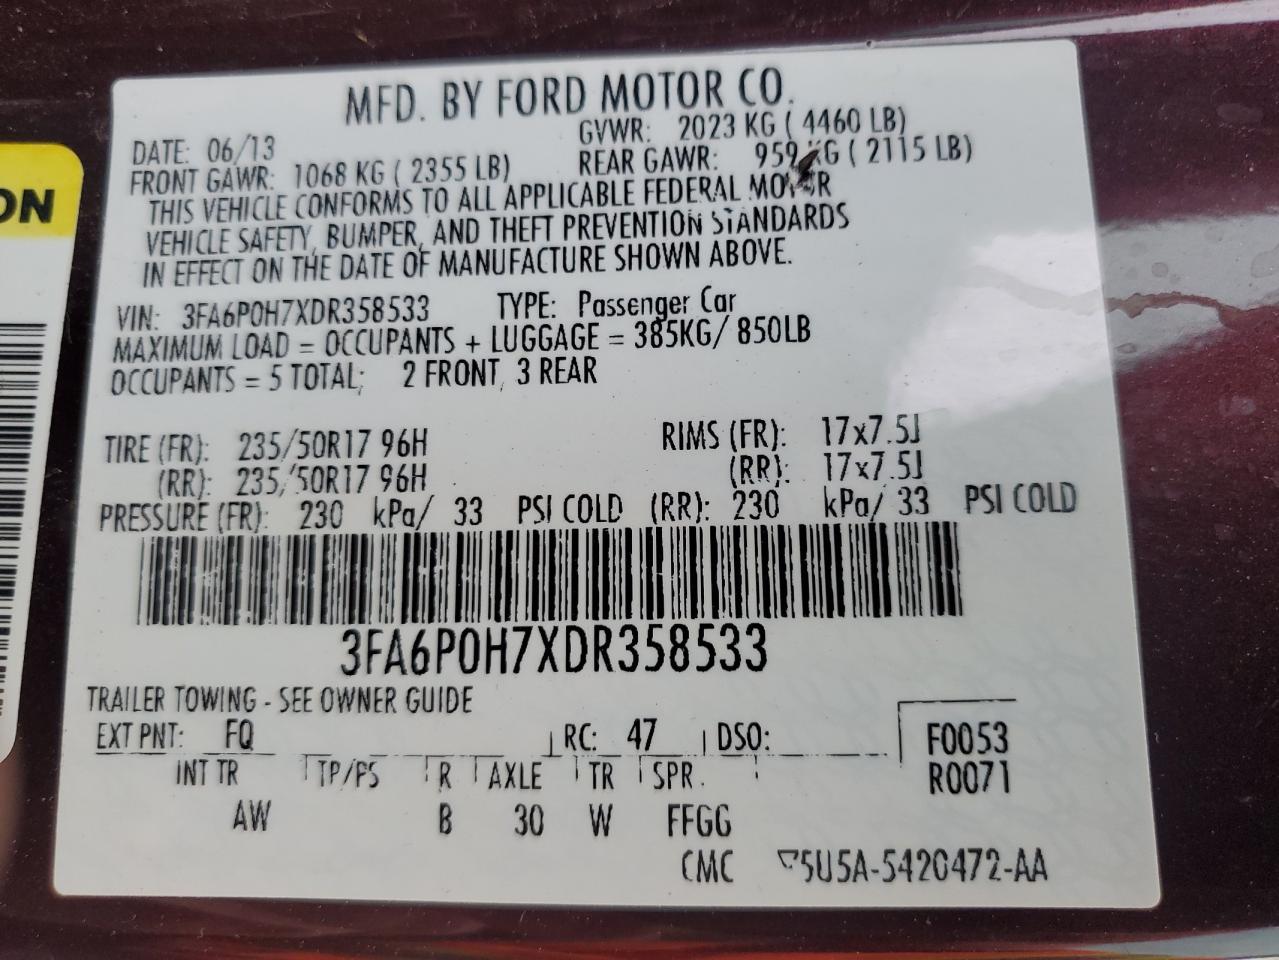 ON
MFD. BY FORD MOTOR CO.
DATE: 06/13 GVWR: 2023 KG ( 4460 LB)
FRONT GAWR: 1068 KG ( 2355 LB) REAR GAWR: 959 KG ( 2115 LB)
THIS VEHICLE CONFORMS TO ALL APPLICABLE FEDERAL MOTOR
VEHICLE SAFETY, BUMPER, AND THEFT PREVENTION STANDARDS
IN EFFECT ON THE DATE OF MANUFACTURE SHOWN ABOVE.
VIN: 3FA6P0H7XDR358533 TYPE: Passenger Car
MAXIMUM LOAD = OCCUPANTS + LUGGAGE = 385KG/ 850LB
OCCUPANTS = 5 TOTAL; 2 FRONT, 3 REAR
TIRE (FR): 235/50R17 96H RIMS (FR): 17x7.5J
(RR): 235/50R17 96H (RR): 17x7.5J
PRESSURE (FR): 230 kPa/ 33 PSI COLD (RR): 230 kPa/ 33 PSI COLD
3FA6P0H7XDR358533
TRAILER TOWING - SEE OWNER GUIDE
EXT PNT: FQ RC: 47 DSO: F0053
INT TR TP/PS R AXLE TR SPR R0071
AW B 30 W FFGG
CMC 5U5A-5420472-AA